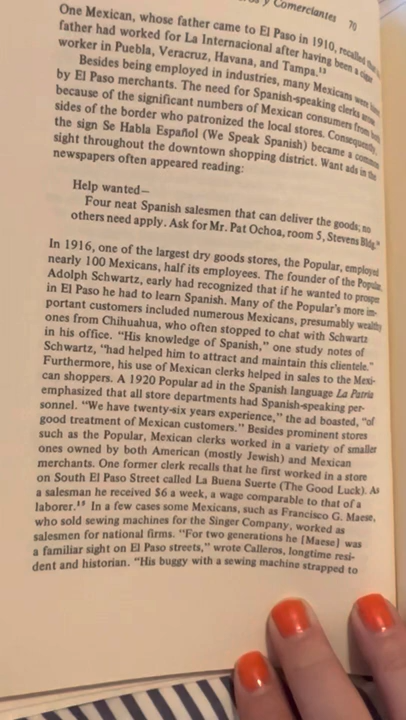 y Comerciantes 70
One Mexican, whose father came to El Paso in 1910, recalled
father had worked for La Internacional after having been a cigar
worker in Puebla, Veracruz, Havana, and Tampa.¹³
Besides being employed in industries, many Mexicans were
by El Paso merchants. The need for Spanish-speaking clerks arose
because of the significant numbers of Mexican consumers from both
sides of the border who patronized the local stores. Consequently
the sign Se Habla Español (We Speak Spanish) became a common
sight throughout the downtown shopping district. Want ads in the
newspapers often appeared reading:
Help wanted—
Four neat Spanish salesmen that can deliver the goods; no
others need apply. Ask for Mr. Pat Ochoa, room 5, Stevens Bldg.
In 1916, one of the largest dry goods stores, the Popular, employed
nearly 100 Mexicans, half its employees. The founder of the Popular,
Adolph Schwartz, early had recognized that if he wanted to prosper
in El Paso he had to learn Spanish. Many of the Popular's more im-
portant customers included numerous Mexicans, presumably wealthy
ones from Chihuahua, who often stopped to chat with Schwartz
in his office. "His knowledge of Spanish," one study notes of
Schwartz, "had helped him to attract and maintain this clientele."
Furthermore, his use of Mexican clerks helped in sales to the Mexi-
can shoppers. A 1920 Popular ad in the Spanish language La Patria
emphasized that all store departments had Spanish-speaking per-
sonnel. "We have twenty-six years experience," the ad boasted, "of
good treatment of Mexican customers." Besides prominent stores
such as the Popular, Mexican clerks worked in a variety of smaller
ones owned by both American (mostly Jewish) and Mexican
merchants. One former clerk recalls that he first worked in a store
on South El Paso Street called La Buena Suerte (The Good Luck). As
a salesman he received $6 a week, a wage comparable to that of a
laborer.¹⁵ In a few cases some Mexicans, such as Francisco G. Maese,
who sold sewing machines for the Singer Company, worked as
salesmen for national firms. "For two generations he [Maese] was
a familiar sight on El Paso streets," wrote Calleros, longtime resi-
dent and historian. "His buggy with a sewing machine strapped to